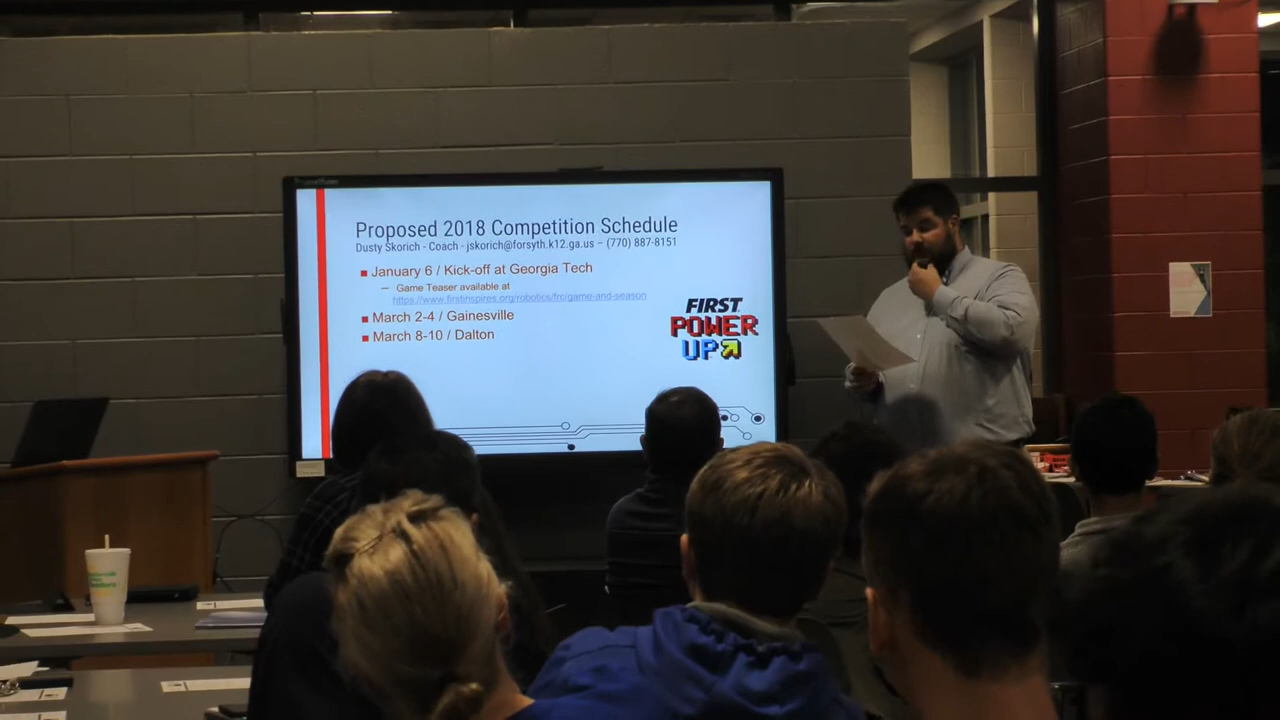 Proposed 2018 Competition Schedule
Dusty Skorich - Coach - jskorich@forsyth.k12.ga.us – (770) 887-8151
January 6 / Kick-off at Georgia Tech
– Game Teaser available at
https://www.firstinspires.org/robotics/frc/game-and-season
March 2-4 / Gainesville
March 8-10 / Dalton
FIRST
POWER
UP